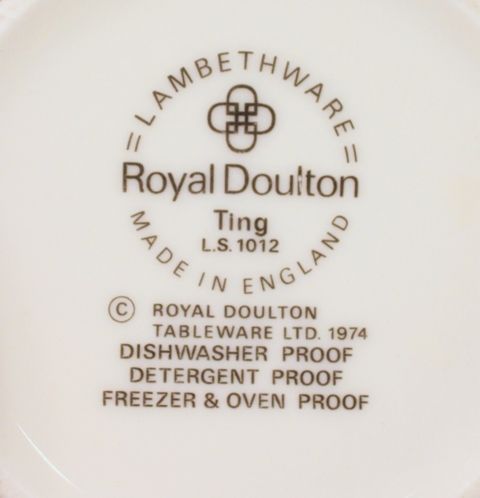 =LAMBETHWARE=
Royal Doulton
Ting
L.S. 1012
MADE IN ENGLAND
© ROYAL DOULTON
TABLEWARE LTD. 1974
DISHWASHER PROOF
DETERGENT PROOF
FREEZER & OVEN PROOF